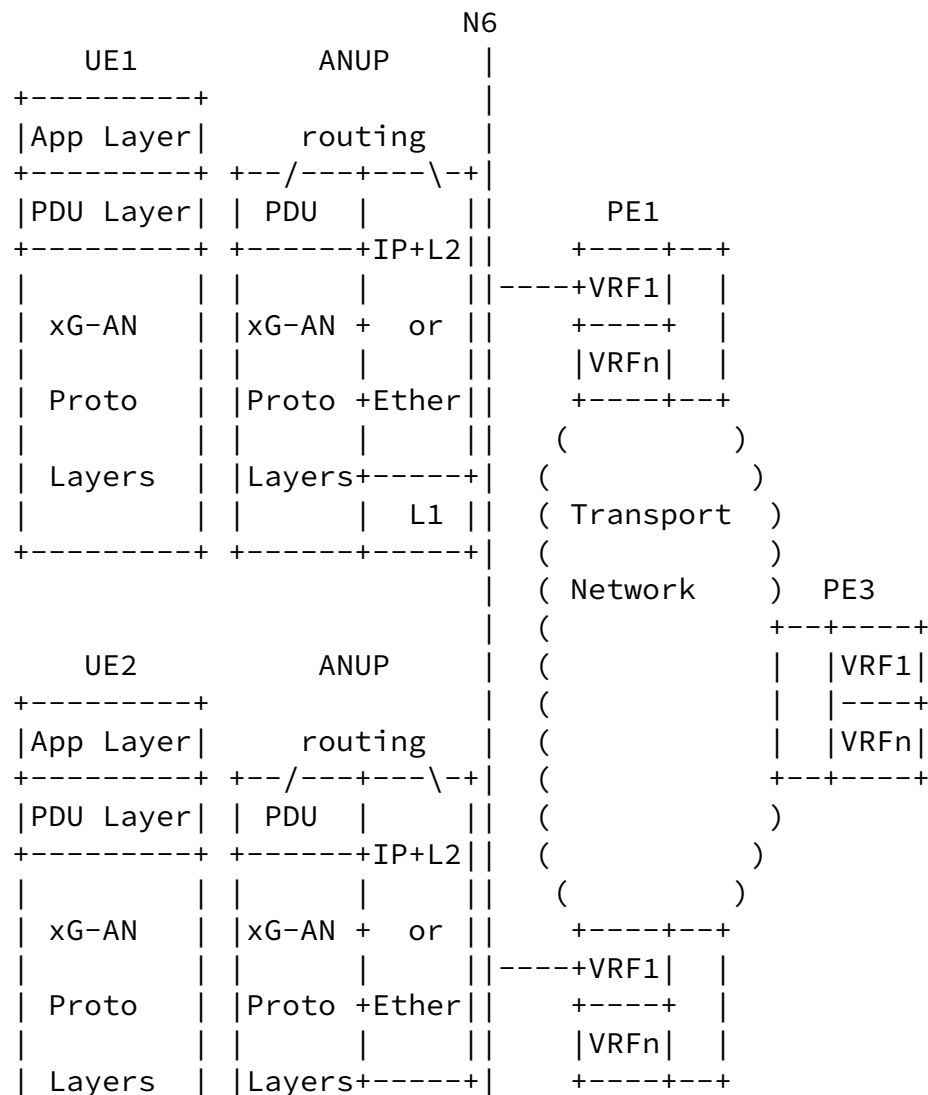 N6
UE1 ANUP |
+---------+ |
|App Layer| routing |
+---------+ +--/---+---\-+|
|PDU Layer| | PDU | || PE1
+---------+ +------+IP+L2|| +----+--+
| | | | ||----+VRF1| |
| xG-AN | |xG-AN + or || +----+ |
| | | | || |VRFn| |
| Proto | |Proto +Ether|| +----+--+
| | | | || ( )
| Layers | |Layers+-----+| ( )
| | | | L1 || ( Transport )
+---------+ +------+-----+| ( )
| ( Network ) PE3
| ( +--+----+
UE2 ANUP | ( | |VRF1|
+---------+ | ( | |----+
|App Layer| routing | ( | |VRFn|
+---------+ +--/---+---\-+| ( +--+----+
|PDU Layer| | PDU | || ( )
+---------+ +------+IP+L2|| ( )
| | | | || ( )
| xG-AN | |xG-AN + or || +----+--+
| | | | ||----+VRF1| |
| Proto | |Proto +Ether|| +----+ |
| | | | || |VRFn| |
| Layers | |Layers+-----+| +----+--+